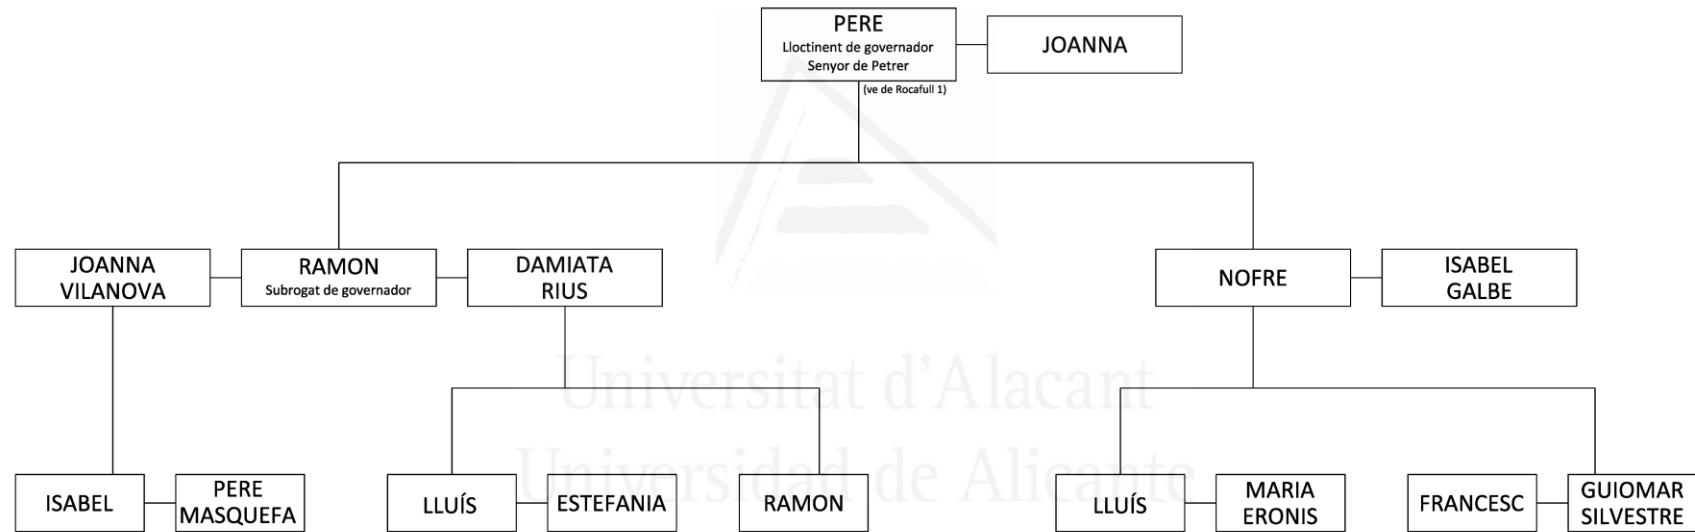 PERE
Lloctinent de governador
Senyor de Petrer
JOANNA
(ve de Rocafull 1)
JOANNA
VILANOVA
RAMON
Subrogat de governador
DAMIATA
RIUS
NOFRE
ISABEL
GALBE
Universitat d'Alacant
Universidad de Alicante
ISABEL
PERE
MASQUEFA
LLUÍS
ESTEFANIA
RAMON
LLUÍS
MARIA
ERONIS
FRANCESC
GUIOMAR
SILVESTRE